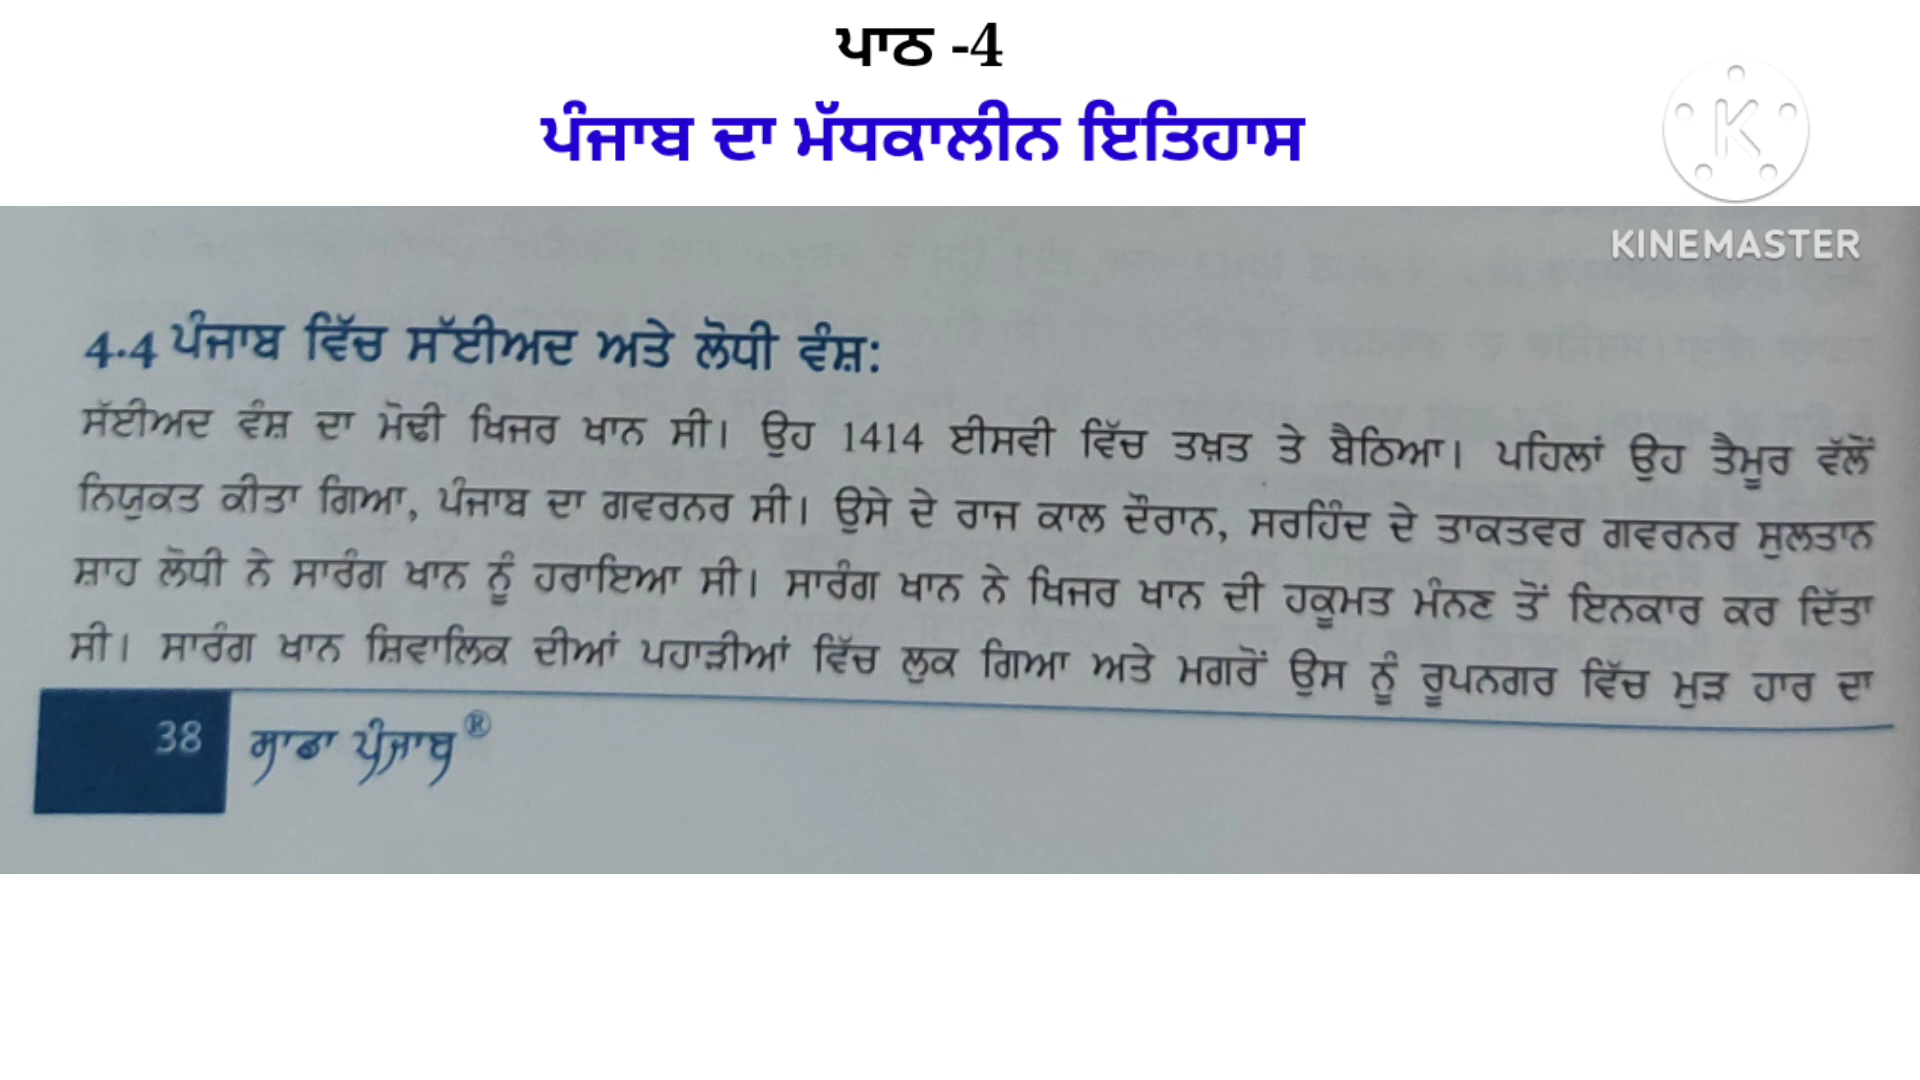 ਪਾਠ -4
ਪੰਜਾਬ ਦਾ ਮੱਧਕਾਲੀਨ ਇਤਿਹਾਸ
KINEMASTER
4.4 ਪੰਜਾਬ ਵਿੱਚ ਸੱਈਅਦ ਅਤੇ ਲੋਧੀ ਵੰਸ਼:
ਸੱਈਅਦ ਵੰਸ਼ ਦਾ ਮੋਢੀ ਖਿਜਰ ਖਾਨ ਸੀ। ਉਹ 1414 ਈਸਵੀ ਵਿੱਚ ਤਖ਼ਤ ਤੇ ਬੈਠਿਆ। ਪਹਿਲਾਂ ਉਹ ਤੈਮੂਰ ਵੱਲੋਂ
ਨਿਯੁਕਤ ਕੀਤਾ ਗਿਆ, ਪੰਜਾਬ ਦਾ ਗਵਰਨਰ ਸੀ। ਉਸੇ ਦੇ ਰਾਜ ਕਾਲ ਦੌਰਾਨ, ਸਰਹਿੰਦ ਦੇ ਤਾਕਤਵਰ ਗਵਰਨਰ ਸੁਲਤਾਨ
ਸ਼ਾਹ ਲੋਧੀ ਨੇ ਸਾਰੰਗ ਖਾਨ ਨੂੰ ਹਰਾਇਆ ਸੀ। ਸਾਰੰਗ ਖਾਨ ਨੇ ਖਿਜਰ ਖਾਨ ਦੀ ਹਕੂਮਤ ਮੰਨਣ ਤੋਂ ਇਨਕਾਰ ਕਰ ਦਿੱਤਾ
ਸੀ। ਸਾਰੰਗ ਖਾਨ ਸ਼ਿਵਾਲਿਕ ਦੀਆਂ ਪਹਾੜੀਆਂ ਵਿੱਚ ਲੁਕ ਗਿਆ ਅਤੇ ਮਗਰੋਂ ਉਸ ਨੂੰ ਰੂਪਨਗਰ ਵਿੱਚ ਮੁੜ ਹਾਰ ਦਾ
38 ਸਾਡਾ ਪੰਜਾਬ®